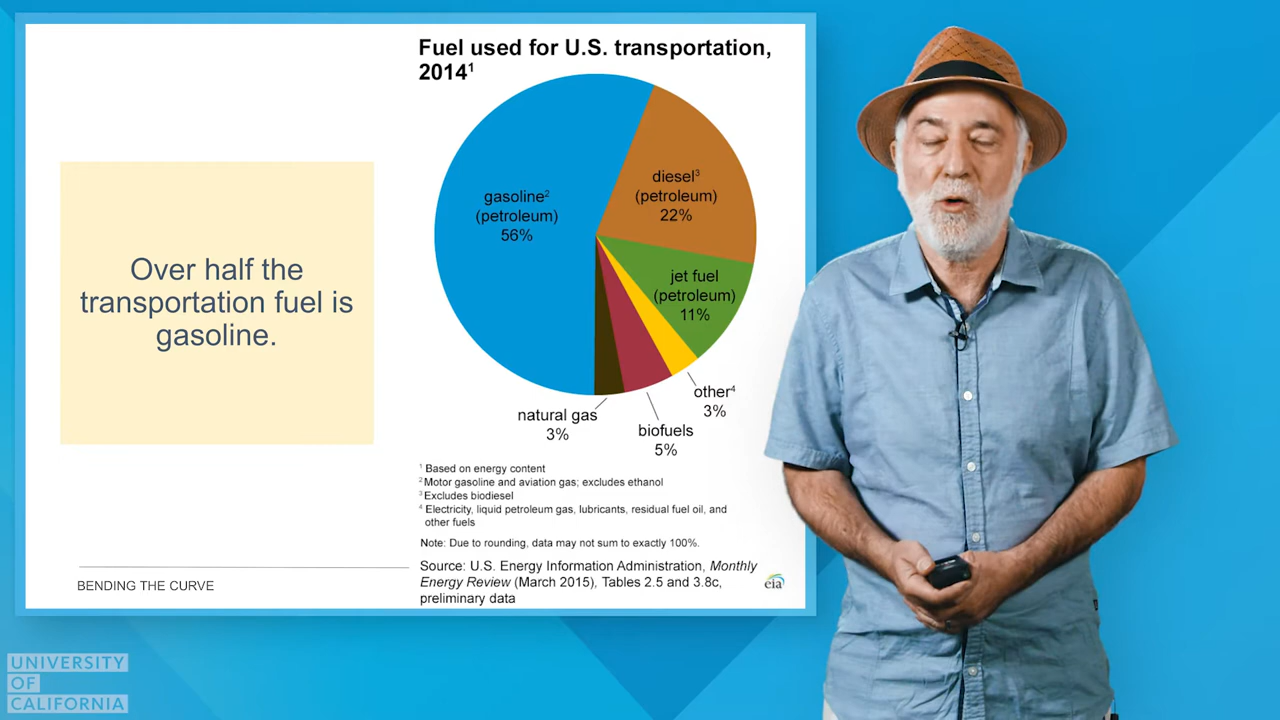 Fuel used for U.S. transportation,
2014¹
gasoline²
(petroleum)
56%
diesel³
(petroleum)
22%
jet fuel
(petroleum)
11%
other⁴
3%
biofuels
5%
natural gas
3%
Over half the
transportation fuel is
gasoline.
¹ Based on energy content
² Motor gasoline and aviation gas; excludes ethanol
³ Excludes biodiesel
⁴ Electricity, liquid petroleum gas, lubricants, residual fuel oil, and
other fuels
Note: Due to rounding, data may not sum to exactly 100%.
Source: U.S. Energy Information Administration, Monthly
Energy Review (March 2015), Tables 2.5 and 3.8c,
preliminary data
eia
BENDING THE CURVE
UNIVERSITY
OF
CALIFORNIA